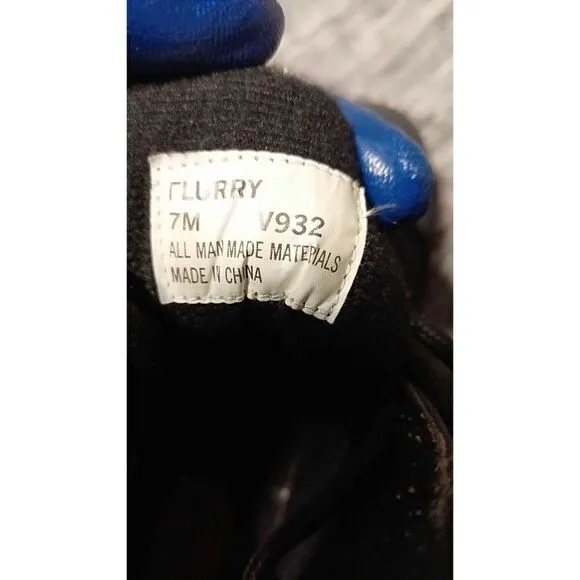 FLURRY
7M V932
ALL MAN MADE MATERIALS
MADE IN CHINA